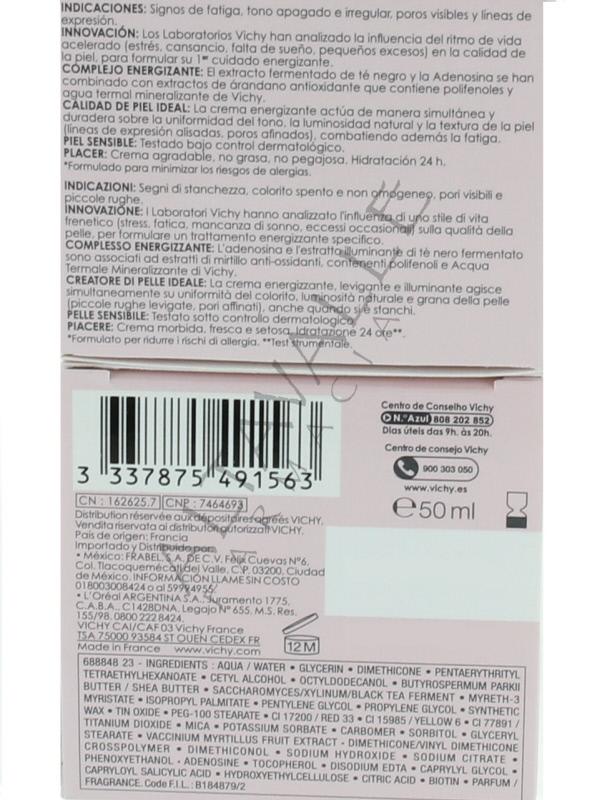 INDICACIONES: Signos de fatiga, tono apagado e irregular, poros visibles y líneas de
expresión.
INNOVACIÓN: Los Laboratorios Vichy han analizado la influencia del ritmo de vida
acelerado (estrés, cansancio, falta de sueño, pequeños excesos) en la calidad de
la piel, para formular su 1er cuidado energizante.
COMPLEJO ENERGIZANTE: El extracto fermentado de té negro y la Adenosina se han
combinado con extractos de árandano antioxidante que contiene polifenoles y
agua termal mineralizante de Vichy.
CALIDAD DE PIEL IDEAL: La crema energizante actúa de manera simultánea y
duradera sobre la uniformidad del tono, la luminosidad natural y la textura de la piel
(líneas de expresión alisadas, poros afinados), combatiendo además la fatiga.
PIEL SENSIBLE: Testado bajo control dermatológico.
PLACER: Crema agradable, no grasa, no pegajosa. Hidratación 24 h.
*Formulado para minimizar los riesgos de alergias.
INDICAZIONI: Segni di stanchezza, colorito spento e non omogeneo, pori visibili e
piccole rughe.
INNOVAZIONE: I Laboratori Vichy hanno analizzato l'influenza di uno stile di vita
frenetico (stress, fatica, mancanza di sonno, eccessi occasionali) sulla qualità della
pelle, per formulare un trattamento energizzante specifico.
COMPLESSO ENERGIZZANTE: L'adenosina e l'estratto illuminante di tè nero fermentato
sono associati ad estratti di mirtillo anti-ossidanti, contenenti polifenoli e Acqua
Termale Mineralizzante di Vichy.
CREATORE DI PELLE IDEALE: La crema energizzante, levigante e illuminante agisce
simultaneamente su uniformità del colorito, luminosità naturale e grana della pelle
(piccole rughe levigate, pori affinati), anche quando si è stanchi.
PELLE SENSIBILE: Testato sotto controllo dermatologico.
PIACERE: Crema morbida, fresca e setosa. Idratazione 24 ore**.
*Formulato per ridurre i rischi di allergia. **Test strumentale.
3 337875 491563
CN : 162625.7 CNP : 7464693
Centro de Conselho Vichy
N.º Azul 808 202 852
Dias úteis das 9h. às 20h.
Centro de consejo Vichy
900 303 050
www.vichy.es
℮50 ml
Distribution réservée aux dépositaires agréés VICHY.
Vendita riservata ai distributori autorizzati VICHY.
País de origen: Francia
Importado y Distribuido por:
• México: FRABEL S.A. DE C.V. Félix Cuevas N°6,
Col. Tlacoquemécatl del Valle, C.P. 03200, Ciudad
de México. INFORMACIÓN LLAME SIN COSTO
018003008424 o al 59994955
• L'Oréal ARGENTINA S.A., Juramento 1775,
C.A.B.A., C1428DNA. Legajo N° 655, M.S. Res.
155/98. 0800 222 8424.
VICHY CAI/CAF 03 Vichy France
TSA 75000 93584 ST OUEN CEDEX FR
Made in France - www.vichy.com
12 M
688848 23 - INGREDIENTS : AQUA / WATER • GLYCERIN • DIMETHICONE • PENTAERYTHRITYL
TETRAETHYLHEXANOATE • CETYL ALCOHOL • OCTYLDODECANOL • BUTYROSPERMUM PARKII
BUTTER / SHEA BUTTER • SACCHAROMYCES/XYLINUM/BLACK TEA FERMENT • MYRETH-3
MYRISTATE • ISOPROPYL PALMITATE • PENTYLENE GLYCOL • PROPYLENE GLYCOL • SYNTHETIC
WAX • TIN OXIDE • PEG-100 STEARATE • CI 17200 / RED 33 • CI 15985 / YELLOW 6 • CI 77891 /
TITANIUM DIOXIDE • MICA • POTASSIUM SORBATE • CARBOMER • SORBITOL • GLYCERYL
STEARATE • VACCINIUM MYRTILLUS FRUIT EXTRACT - DIMETHICONE/VINYL DIMETHICONE
CROSSPOLYMER • DIMETHICONOL • SODIUM HYDROXIDE • SODIUM CITRATE •
PHENOXYETHANOL - ADENOSINE • TOCOPHEROL • DISODIUM EDTA • CAPRYLYL GLYCOL •
CAPRYLOYL SALICYLIC ACID • HYDROXYETHYLCELLULOSE • CITRIC ACID • BIOTIN • PARFUM /
FRAGRANCE. Code F.I.L. : B184879/2